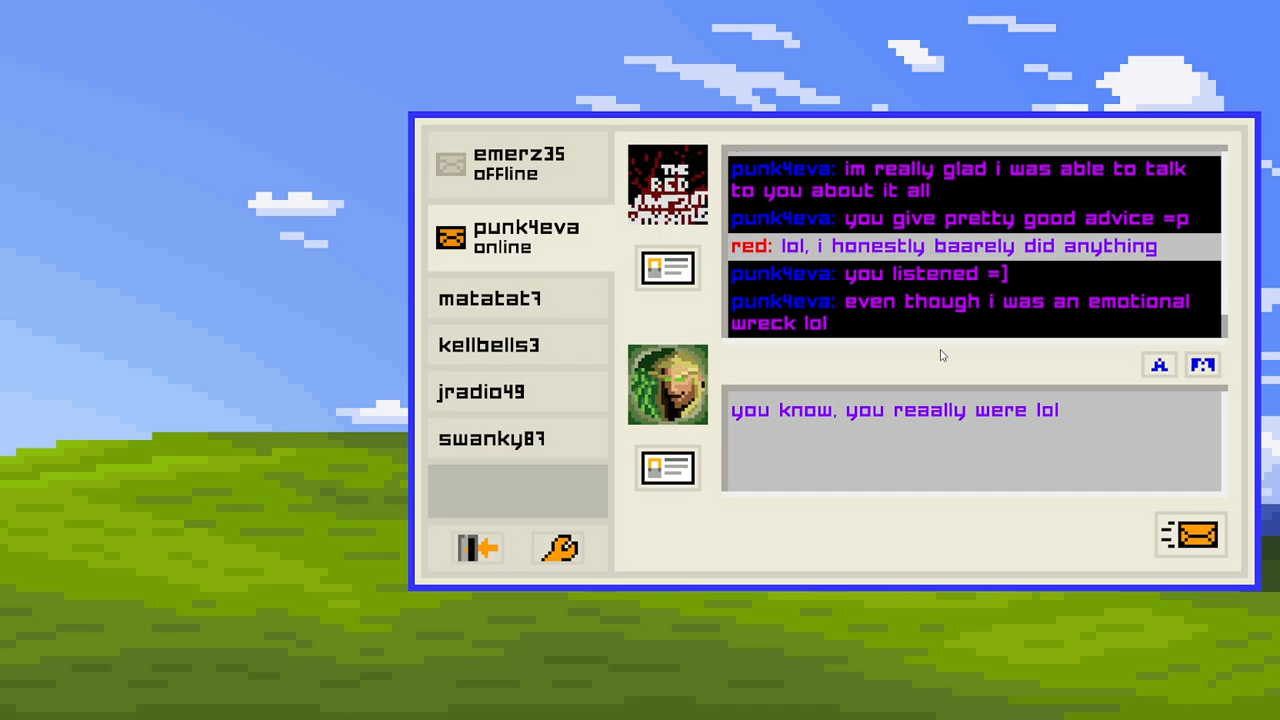 emerz35
offline
punk4eva
online
matatat7
kellbells3
jradio49
swanky87
THE
RED
punk4eva: im really glad i was able to talk
to you about it all
punk4eva: you give pretty good advice =p
red: lol, i honestly baarely did anything
punk4eva: you listened =]
punk4eva: even though i was an emotional
wreck lol
A
you know, you reaally were lol